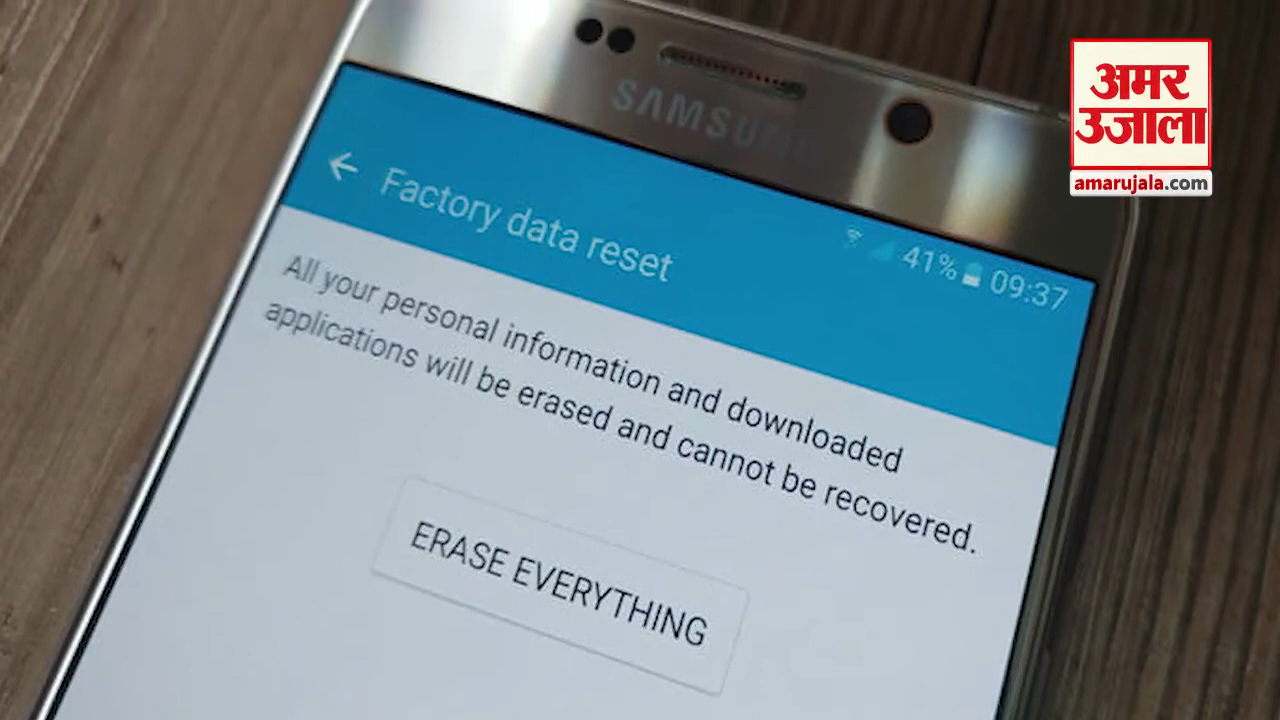 अमर
उजाला
amarujala.com
SAMSUNG
41% 09:37
Factory data reset
All your personal information and downloaded
applications will be erased and cannot be recovered.
ERASE EVERYTHING